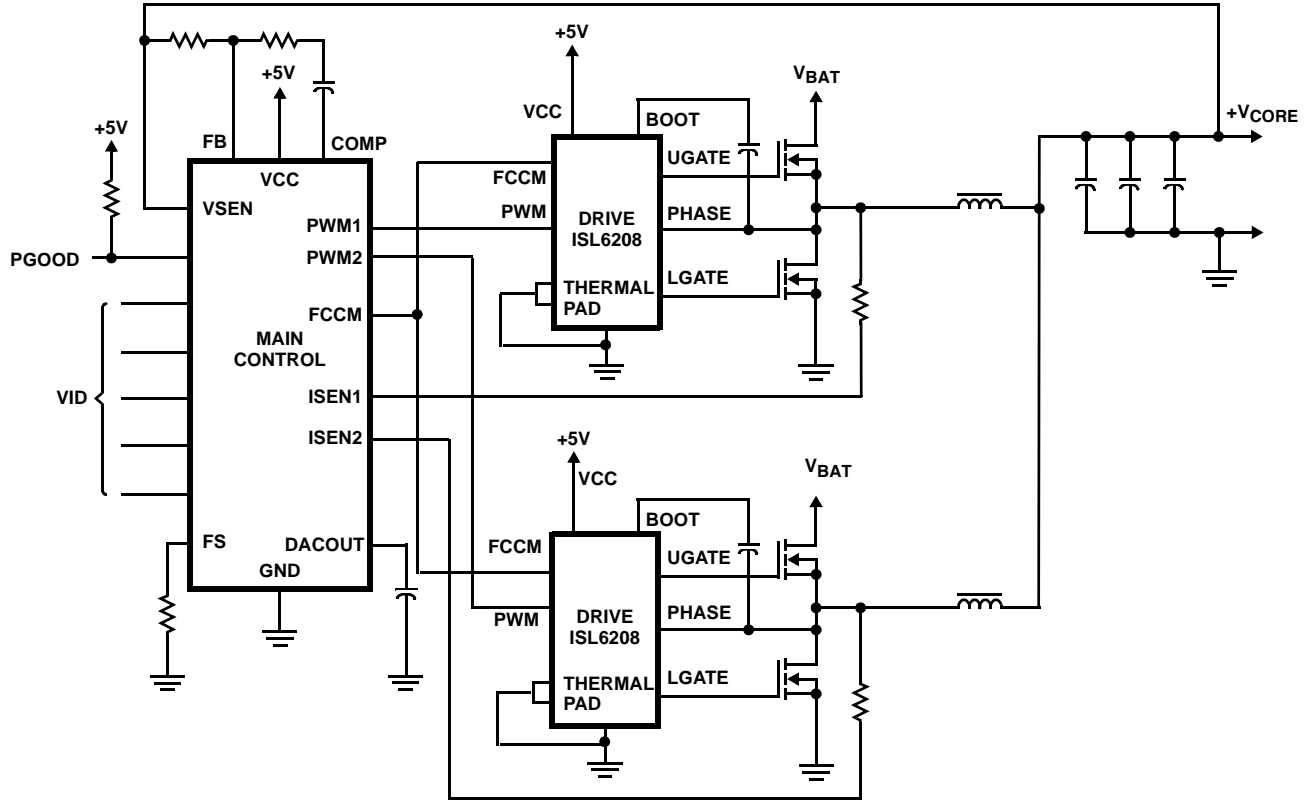 +5V
+5V
VBAT
+VCORE
+5V
VCC
BOOT
FB
COMP
VCC
UGATE
FCCM
VSEN
PWM
PHASE
PWM1
DRIVE
ISL6208
PGOOD
PWM2
LGATE
THERMAL
PAD
FCCM
MAIN
CONTROL
VID
ISEN1
ISEN2
+5V
VBAT
VCC
BOOT
FS
DACOUT
FCCM
UGATE
GND
PWM
PHASE
DRIVE
ISL6208
LGATE
THERMAL
PAD